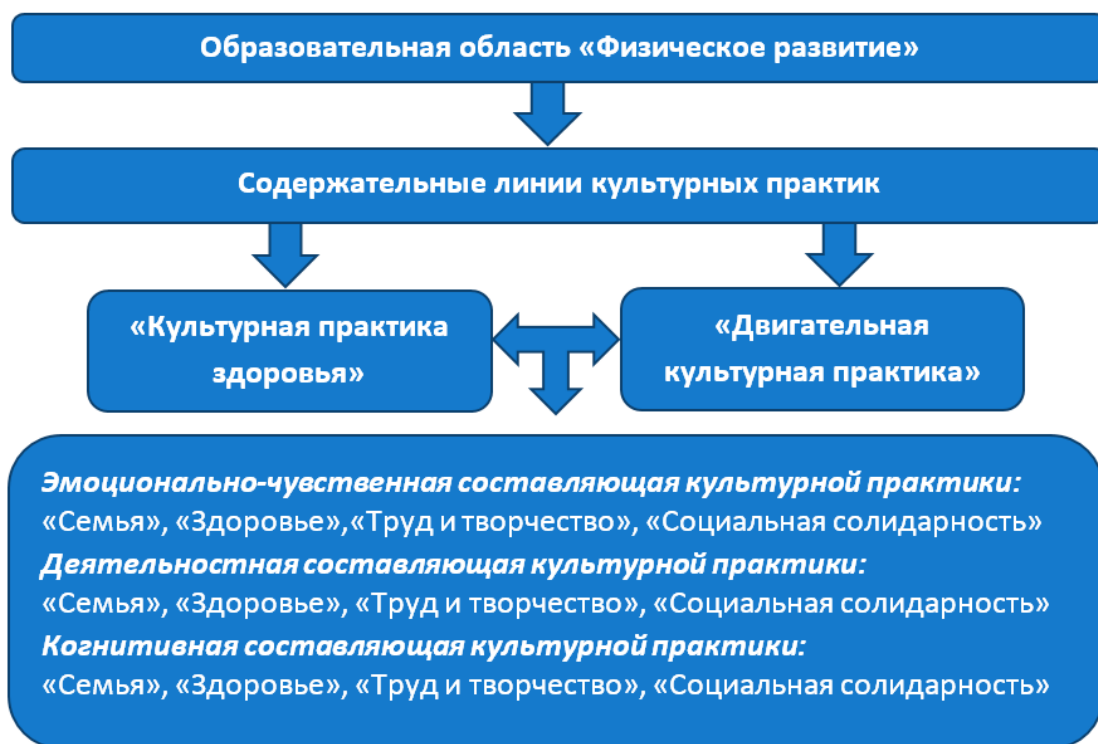 Образовательная область «Физическое развитие»
Содержательные линии культурных практик
«Культурная практика
здоровья»
«Двигательная
культурная практика»
Эмоционально-чувственная составляющая культурной практики:
«Семья», «Здоровье»,«Труд и творчество», «Социальная солидарность»
Деятельностная составляющая культурной практики:
«Семья», «Здоровье», «Труд и творчество», «Социальная солидарность»
Когнитивная составляющая культурной практики:
«Семья», «Здоровье», «Труд и творчество», «Социальная солидарность»